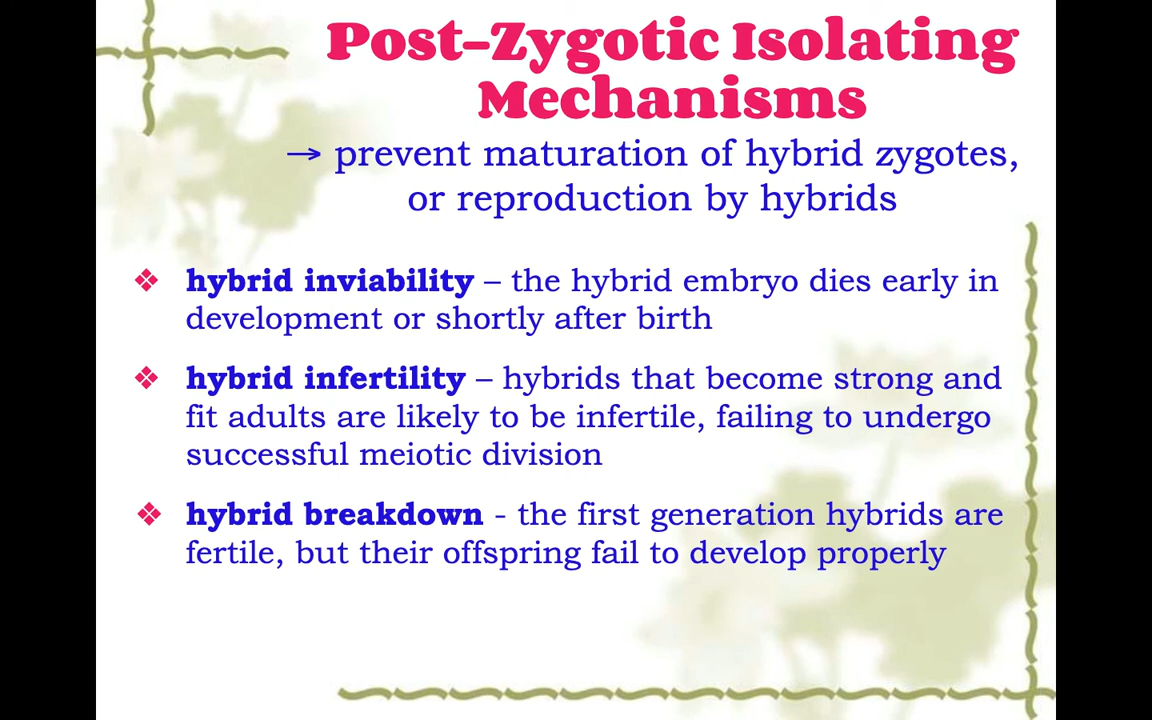 Post-Zygotic Isolating
Mechanisms
→ prevent maturation of hybrid zygotes,
or reproduction by hybrids
❖ hybrid inviability – the hybrid embryo dies early in
development or shortly after birth
❖ hybrid infertility – hybrids that become strong and
fit adults are likely to be infertile, failing to undergo
successful meiotic division
❖ hybrid breakdown - the first generation hybrids are
fertile, but their offspring fail to develop properly